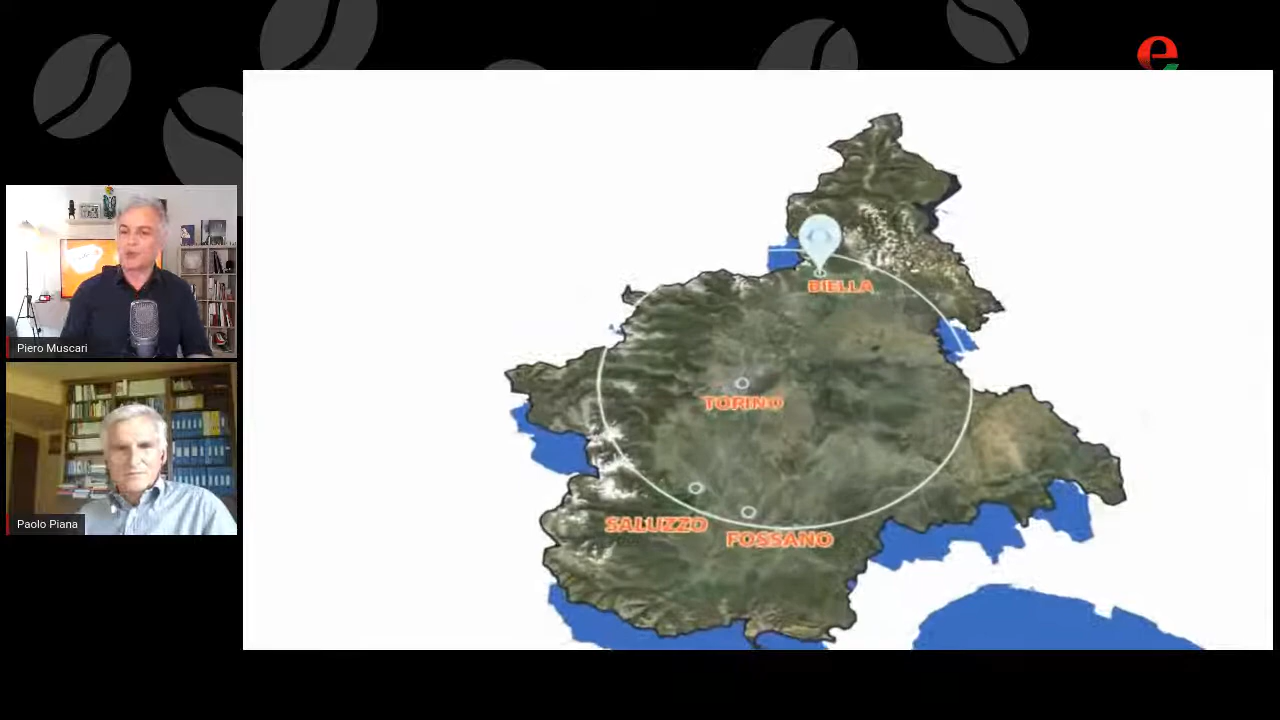 e
Piero Muscari
Paolo Piana
BIELLA
TORINO
SALUZZO
FOSSANO